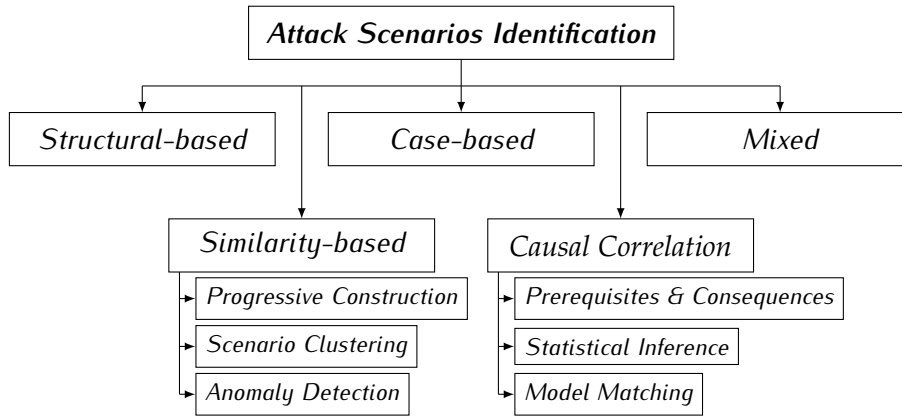 Attack Scenarios Identification
Structural-based
Case-based
Mixed
Similarity-based
Progressive Construction
Scenario Clustering
Anomaly Detection
Causal Correlation
Prerequisites & Consequences
Statistical Inference
Model Matching